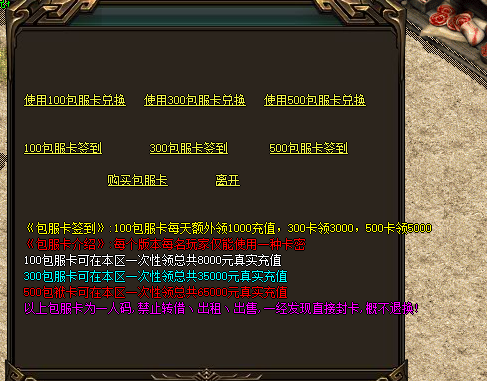 使用100包服卡兑换 使用300包服卡兑换 使用500包服卡兑换
100包服卡签到 300包服卡签到 500包服卡签到
购买包服卡 离开
《包服卡签到》:100包服卡每天额外领1000充值，300卡领3000，500卡领5000
《包服卡介绍》:每个版本每名玩家仅能使用一种卡密
100包服卡可在本区一次性领总共8000元真实充值
300包服卡可在本区一次性领总共35000元真实充值
500包服卡可在本区一次性领总共65000元真实充值
以上包服卡为一人一码,禁止转借、出租、出售,一经发现直接封卡,概不退换!